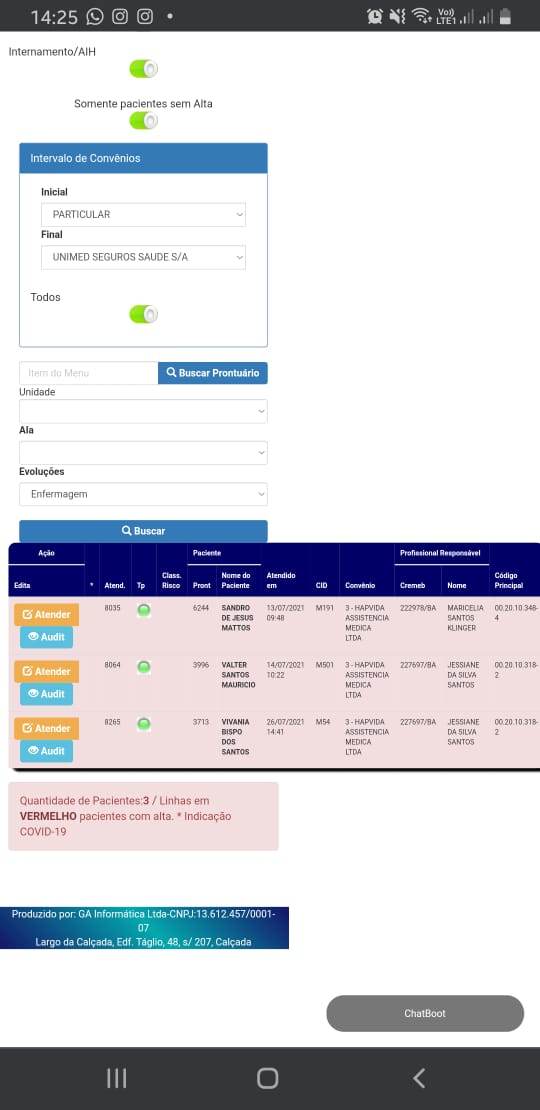 14:25
Vo)) LTE1
Internamento/AIH
Somente pacientes sem Alta
Intervalo de Convênios
Inicial
PARTICULAR
Final
UNIMED SEGUROS SAUDE S/A
Todos
Item do Menu
Buscar Prontuário
Unidade
Ala
Evoluções
Enfermagem
Buscar
Ação Paciente Profissional Responsável
Edita * Atend. Tp Class. Risco Pront Nome do Paciente Atendido em CID Convênio Cremeb Nome Código Principal
Atender 8035 6244 SANDRO 13/07/2021 M191 3 - HAPVIDA 222978/BA MARICELIA 00.20.10.348-
DE JESUS 09:48 ASSISTENCIA SANTOS 4
Audit MATTOS MEDICA KLINGER
LTDA
Atender 8064 3996 VALTER 14/07/2021 M501 3 - HAPVIDA 227697/BA JESSIANE 00.20.10.318-
SANTOS 10:22 ASSISTENCIA DA SILVA 2
Audit MAURICIO MEDICA SANTOS
LTDA
Atender 8265 3713 VIVANIA 26/07/2021 M54 3 - HAPVIDA 227697/BA JESSIANE 00.20.10.318-
BISPO 14:41 ASSISTENCIA DA SILVA 2
Audit DOS MEDICA SANTOS
SANTOS LTDA
Quantidade de Pacientes:3 / Linhas em
VERMELHO pacientes com alta. * Indicação
COVID-19
Produzido por: GA Informática Ltda-CNPJ:13.612.457/0001-
07
Largo da Calçada, Edf. Táglio, 48, s/ 207, Calçada
ChatBoot